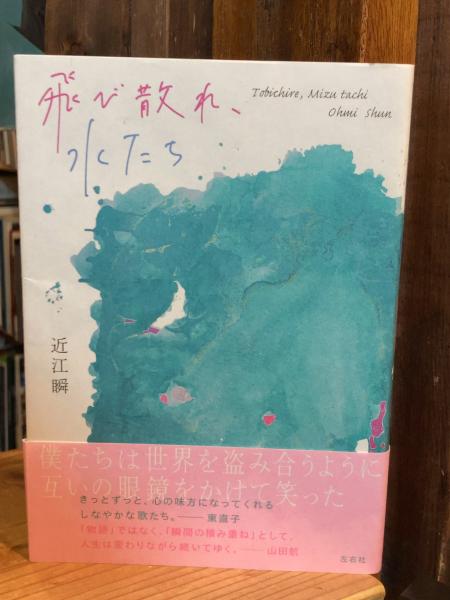 飛び散れ、
水たち
Tobichire, Mizu tachi
Ohmi Shun
近江瞬
僕たちは世界を盗み合うように
互いの眼鏡をかけて笑った
きっとずっと、心の味方になってくれる
しなやかな歌たち。――東直子
「物語」ではなく、「瞬間の積み重ね」として、
人生は変わりながら続いてゆく。――山田航
左右社